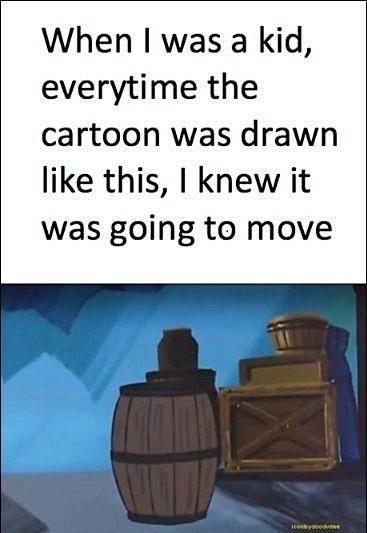 When I was a kid,
everytime the
cartoon was drawn
like this, I knew it
was going to move